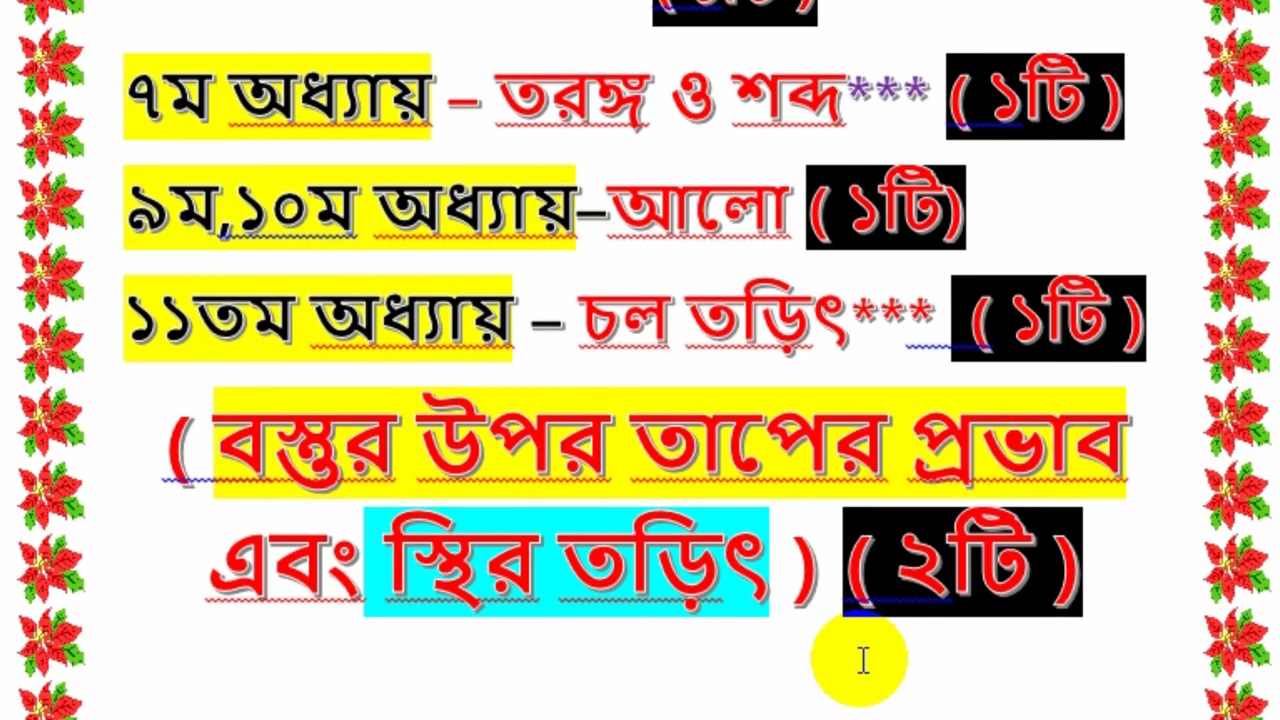 ৭ম অধ্যায় – তরঙ্গ ও শব্দ*** ( ১টি )
৯ম,১০ম অধ্যায়–আলো ( ১টি)
১১তম অধ্যায় – চল তড়িৎ*** ( ১টি )
( বস্তুর উপর তাপের প্রভাব
এবং স্থির তড়িৎ ) ( ২টি )